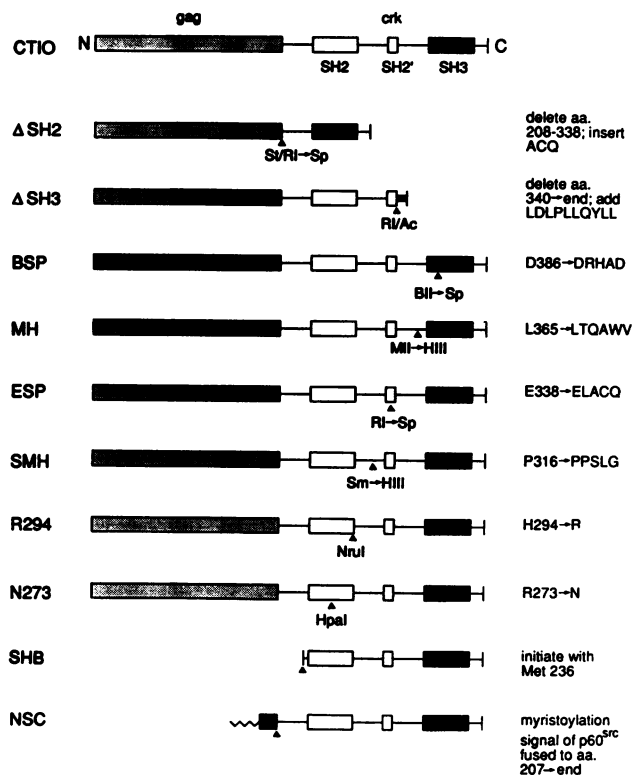 gag crk
CTIO N C
SH2 SH2' SH3
ΔSH2 delete aa.
208-338; insert
ACQ
St/RI→Sp
ΔSH3 delete aa.
340→end; add
LDLPLLQYLL
RI/Ac
BSP D386→DRHAD
BII→Sp
MH L365→LTQAWV
MII→HIII
ESP E338→ELACQ
RI→Sp
SMH P316→PPSLG
Sm→HIII
R294 H294→R
NruI
N273 R273→N
HpaI
SHB initiate with
Met 236
NSC myristoylation
signal of p60src
fused to aa.
207→end